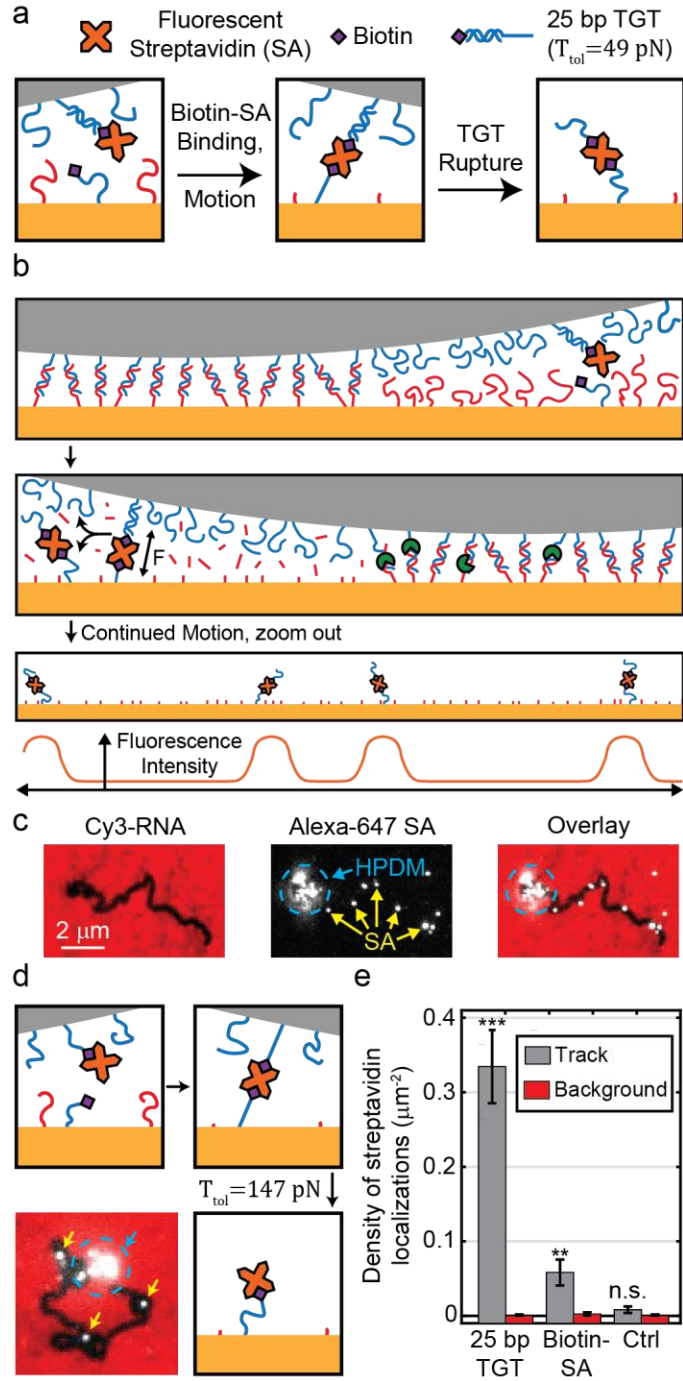 a
Fluorescent
Streptavidin (SA)
Biotin
25 bp TGT
(T_tol=49 pN)
Biotin-SA
Binding,
Motion
TGT
Rupture
b
F
Continued Motion, zoom out
Fluorescence
Intensity
c
Cy3-RNA
Alexa-647 SA
Overlay
HPDM
2 μm
SA
d
T_tol=147 pN
e
Density of streptavidin
localizations (μm⁻²)
0.4
0.3
0.2
0.1
0
***
**
n.s.
Track
Background
25 bp
TGT
Biotin-
SA
Ctrl